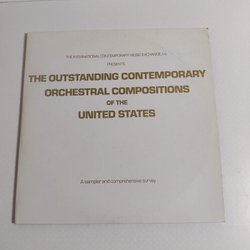 THE INTERNATIONAL CONTEMPORARY MUSIC EXCHANGE, Inc.
PRESENTS
THE OUTSTANDING CONTEMPORARY
ORCHESTRAL COMPOSITIONS
OF THE
UNITED STATES
A sampler and comprehensive survey